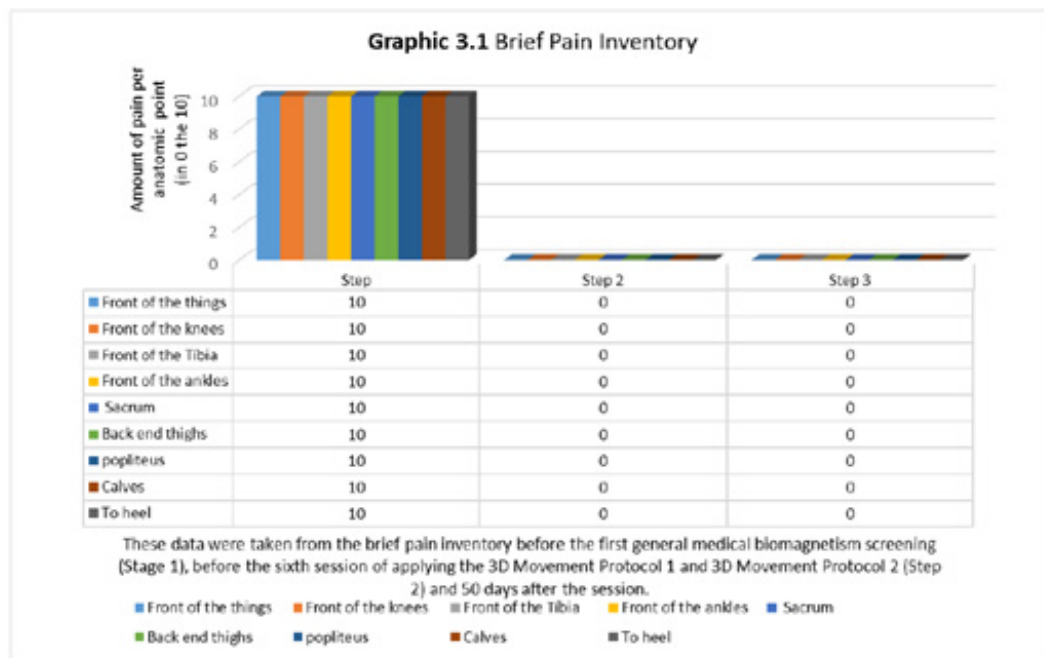 Graphic 3.1 Brief Pain Inventory
Amount of pain per
anatomic point
(in 0 the 10]
10
8
6
4
2
0
Step Step 2 Step 3
Front of the things 10 0 0
Front of the knees 10 0 0
Front of the Tibia 10 0 0
Front of the ankles 10 0 0
Sacrum 10 0 0
Back end thighs 10 0 0
popliteus 10 0 0
Calves 10 0 0
To heel 10 0 0
These data were taken from the brief pain inventory before the first general medical biomagnetism screening
(Stage 1), before the sixth session of applying the 3D Movement Protocol 1 and 3D Movement Protocol 2 (Step
2) and 50 days after the session.
Front of the things Front of the knees Front of the Tibia Front of the ankles Sacrum
Back end thighs popliteus Calves To heel